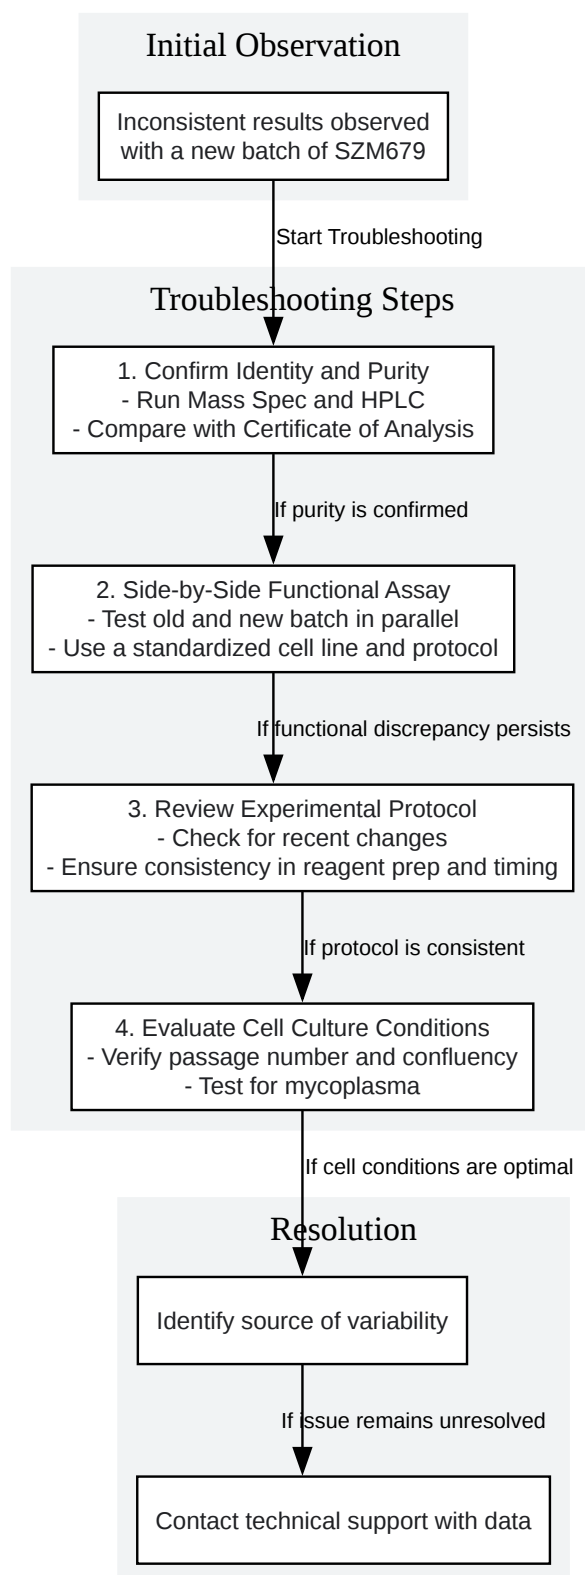 Initial Observation
Inconsistent results observed
with a new batch of SZM679
Start Troubleshooting
Troubleshooting Steps
1. Confirm Identity and Purity
- Run Mass Spec and HPLC
- Compare with Certificate of Analysis
If purity is confirmed
2. Side-by-Side Functional Assay
- Test old and new batch in parallel
- Use a standardized cell line and protocol
If functional discrepancy persists
3. Review Experimental Protocol
- Check for recent changes
- Ensure consistency in reagent prep and timing
If protocol is consistent
4. Evaluate Cell Culture Conditions
- Verify passage number and confluency
- Test for mycoplasma
If cell conditions are optimal
Resolution
Identify source of variability
If issue remains unresolved
Contact technical support with data